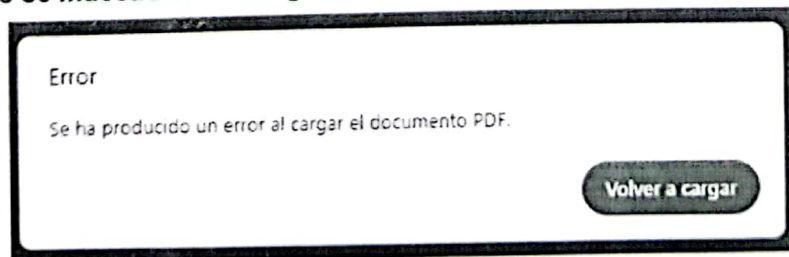 Error
Se ha producido un error al cargar el documento PDF.
Volver a cargar